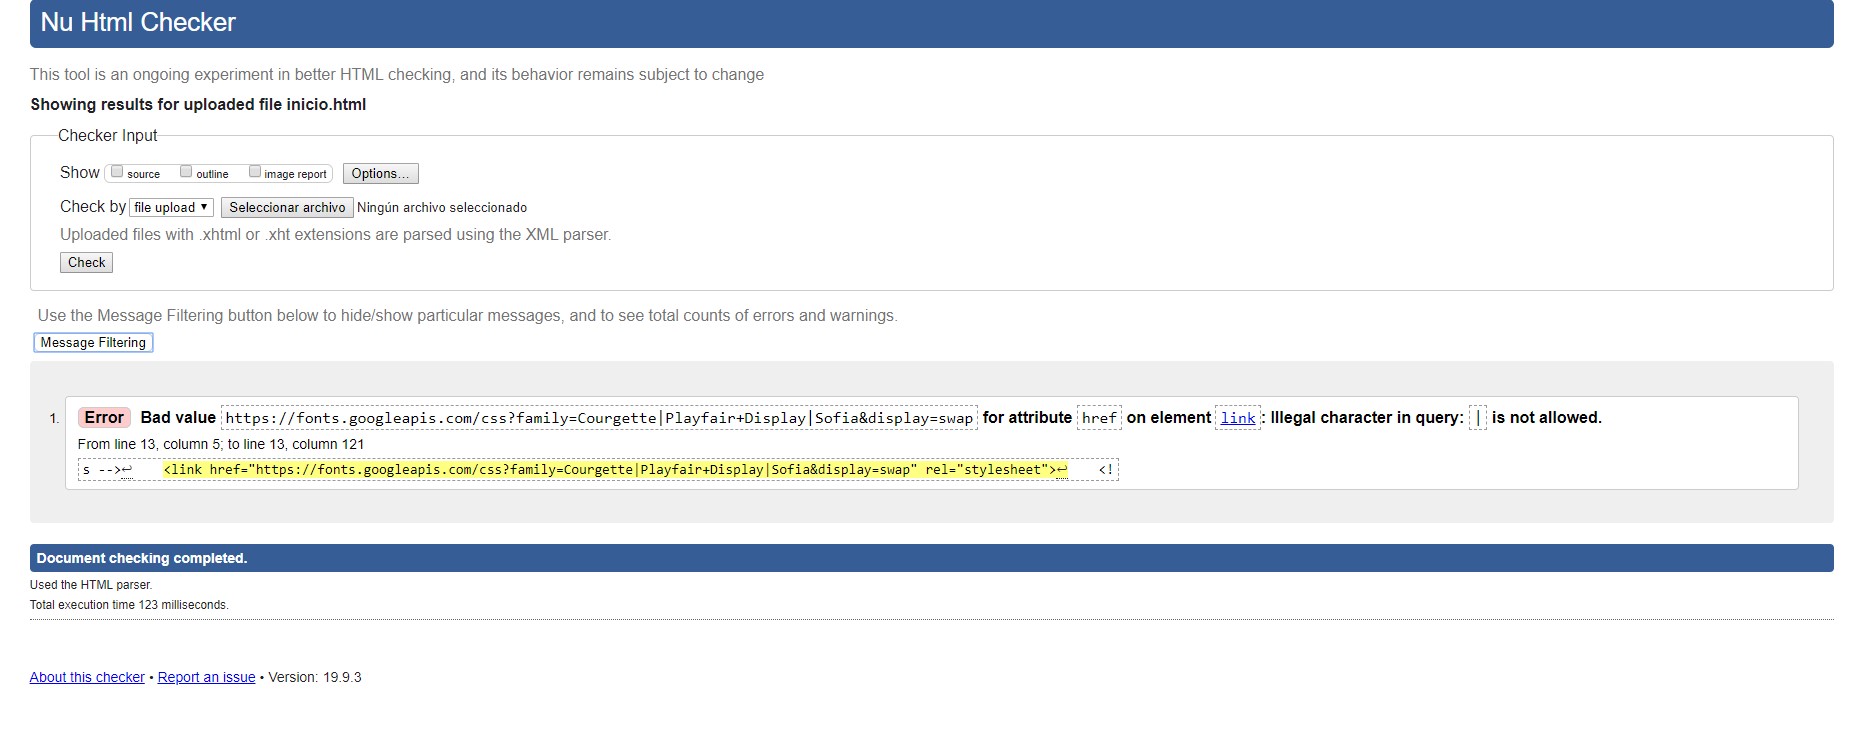 Nu Html Checker
This tool is an ongoing experiment in better HTML checking, and its behavior remains subject to change
Showing results for uploaded file inicio.html
Checker Input
Show source outline image report Options...
Check by file upload ▼ Seleccionar archivo Ningún archivo seleccionado
Uploaded files with .xhtml or .xht extensions are parsed using the XML parser.
Check
Use the Message Filtering button below to hide/show particular messages, and to see total counts of errors and warnings.
Message Filtering
1. Error Bad value https://fonts.googleapis.com/css?family=Courgette|Playfair+Display|Sofia&display=swap for attribute href on element link: Illegal character in query: | is not allowed.
From line 13, column 5; to line 13, column 121
s -->↩ <link href="https://fonts.googleapis.com/css?family=Courgette|Playfair+Display|Sofia&display=swap" rel="stylesheet">↩ <!
Document checking completed.
Used the HTML parser.
Total execution time 123 milliseconds.
About this checker • Report an issue • Version: 19.9.3